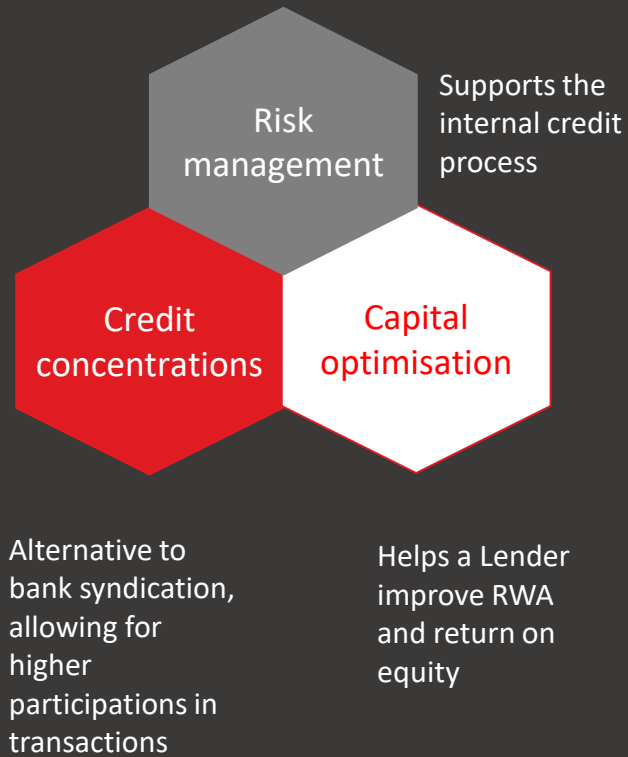 Risk
management
Supports the
internal credit
process
Credit
concentrations
Capital
optimisation
Alternative to
bank syndication,
allowing for
higher
participations in
transactions
Helps a Lender
improve RWA
and return on
equity